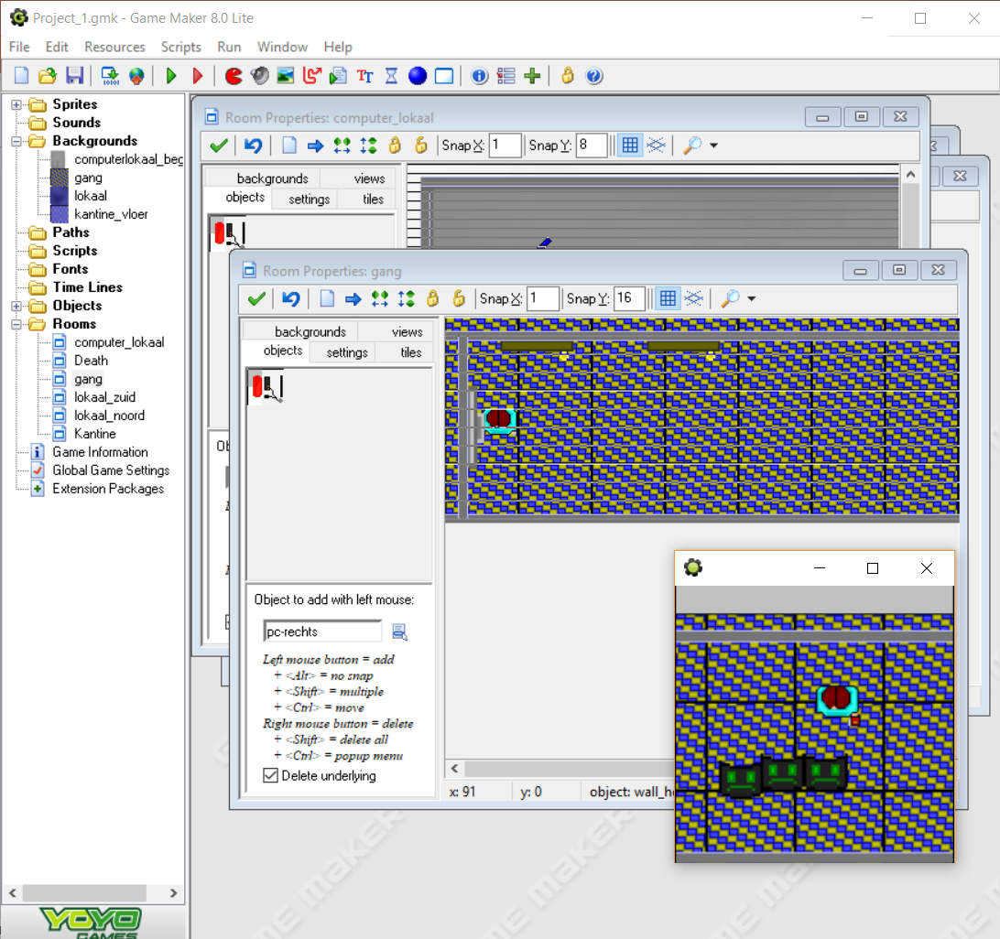 Project_1.gmk - Game Maker 8.0 Lite
File Edit Resources Scripts Run Window Help
Sprites
Sounds
Backgrounds
computerlokaal_beg
gang
lokaal
kantine_vloer
Paths
Scripts
Fonts
Time Lines
Objects
Rooms
computer_lokaal
Death
gang
lokaal_zuid
lokaal_noord
Kantine
Game Information
Global Game Settings
Extension Packages
YOYO
GAMES
Room Properties: computer_lokaal
Snap X: 1 Snap Y: 8
backgrounds views
objects settings tiles
Room Properties: gang
Snap X: 1 Snap Y: 16
backgrounds views
objects settings tiles
Object to add with left mouse:
pc-rechts
Left mouse button = add
+ <Alt> = no snap
+ <Shift> = multiple
+ <Ctrl> = move
Right mouse button = delete
+ <Shift> = delete all
+ <Ctrl> = popup menu
Delete underlying
x: 91 y: 0 object: wall_h